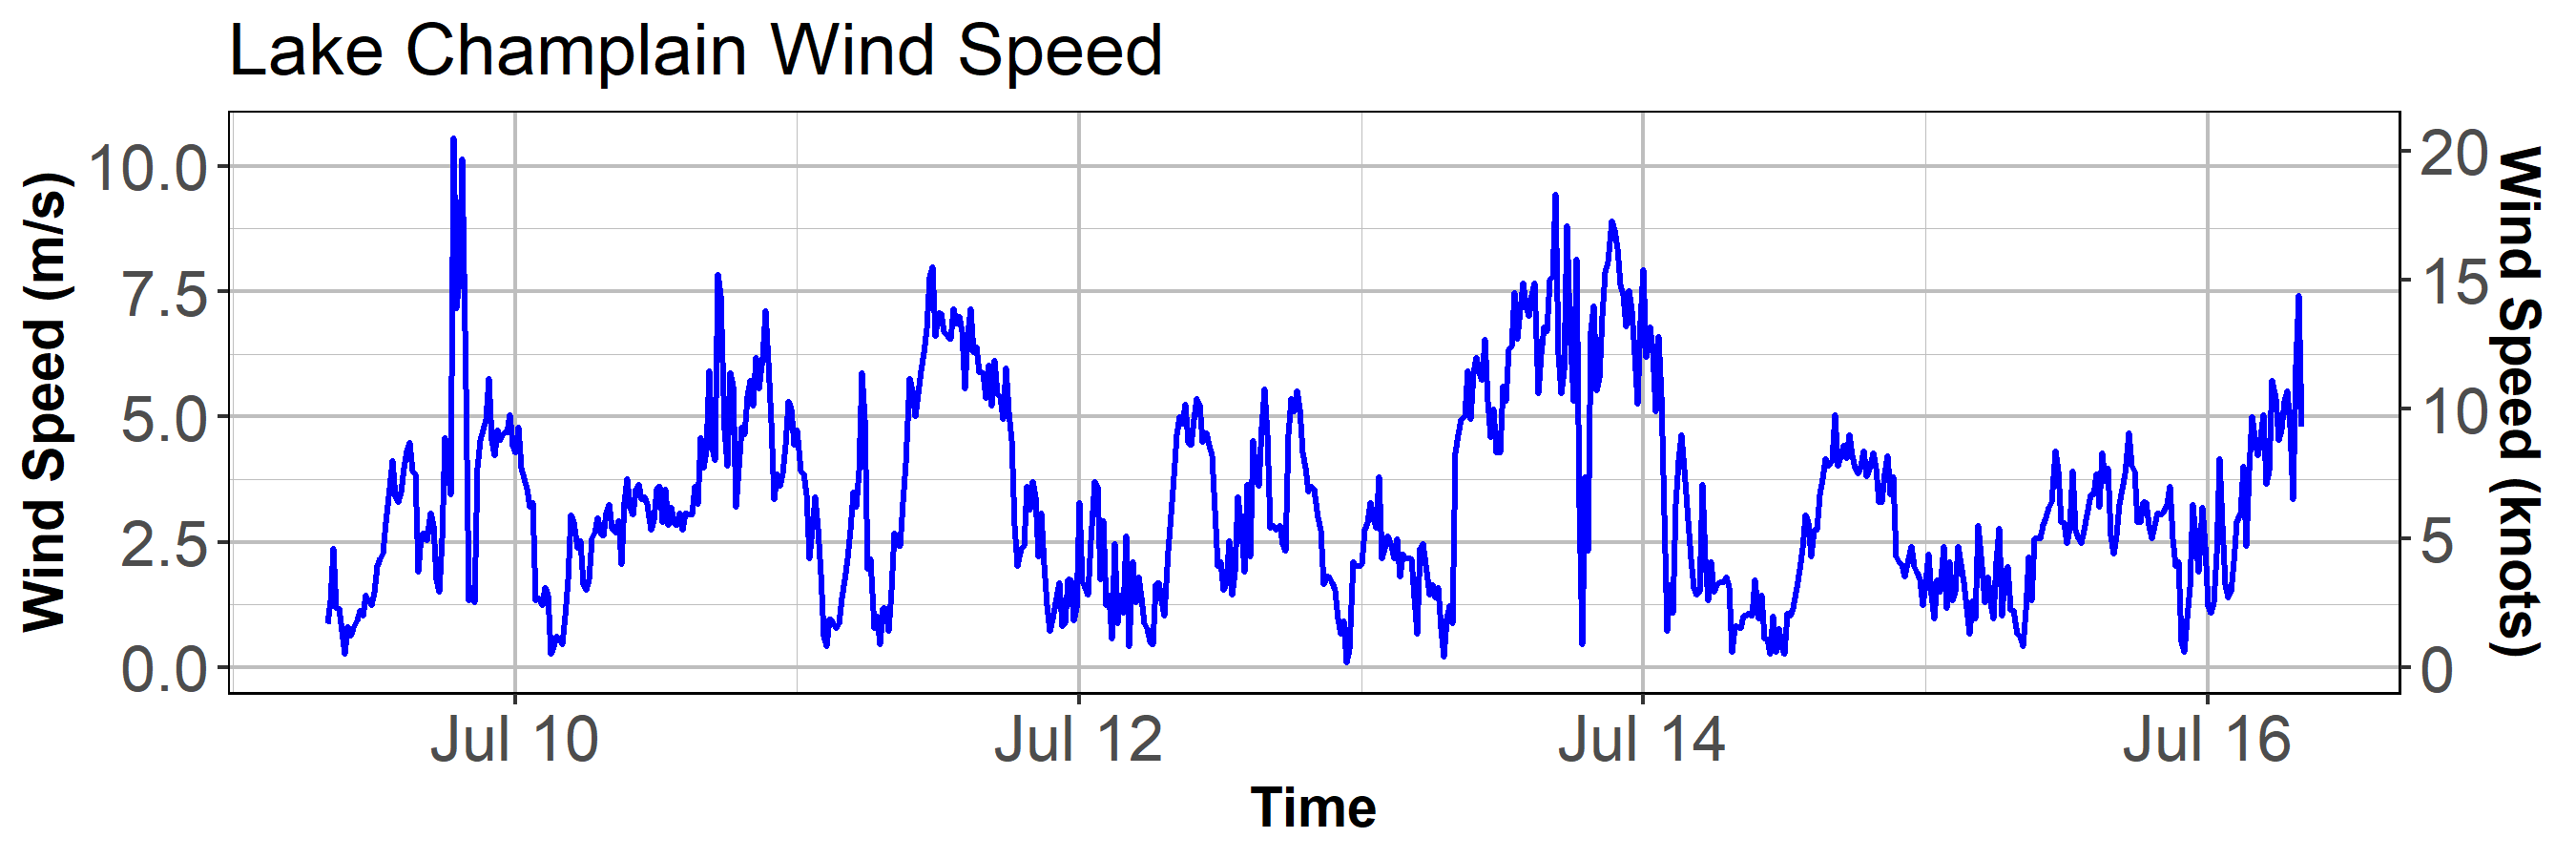 Lake Champlain Wind Speed
Wind Speed (m/s)
10.0
7.5
5.0
2.5
0.0
20
15
10
5
0
Wind Speed (knots)
Jul 10
Jul 12
Jul 14
Jul 16
Time